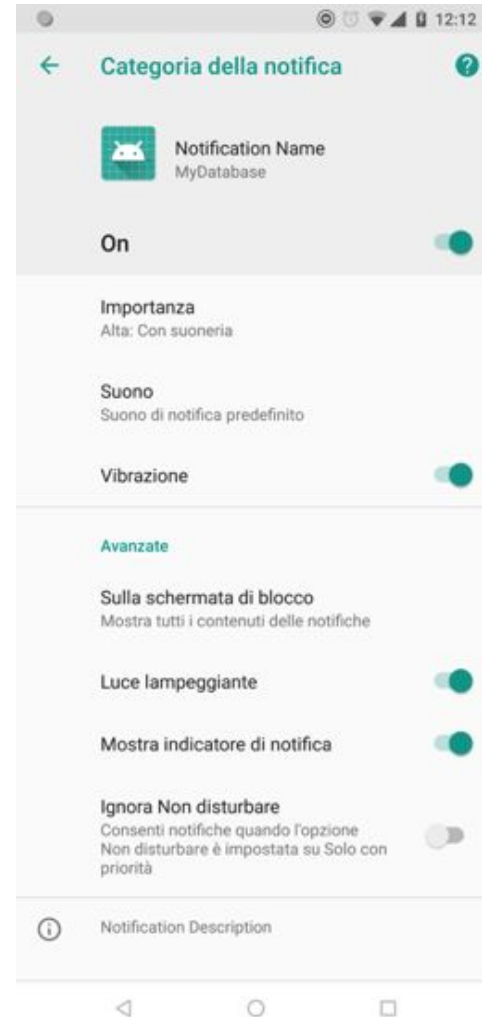 12:12
Categoria della notifica
Notification Name
MyDatabase
On
Importanza
Alta: Con suoneria
Suono
Suono di notifica predefinito
Vibrazione
Avanzate
Sulla schermata di blocco
Mostra tutti i contenuti delle notifiche
Luce lampeggiante
Mostra indicatore di notifica
Ignora Non disturbare
Consenti notifiche quando l'opzione
Non disturbare è impostata su Solo con
priorità
Notification Description